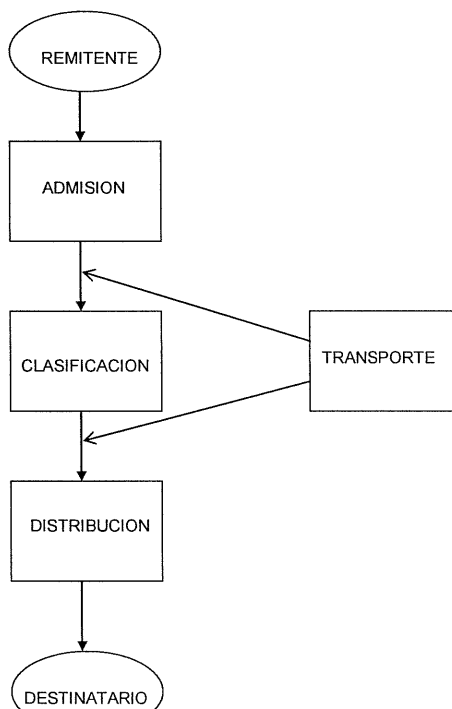 REMITENTE
ADMISION
CLASIFICACION
TRANSPORTE
DISTRIBUCION
DESTINATARIO